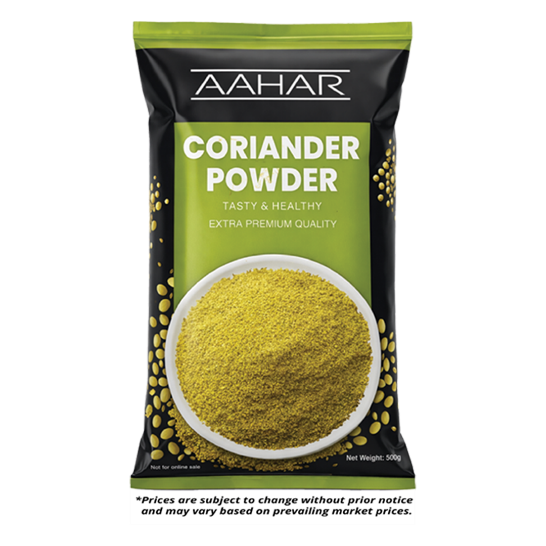 AAHAR
CORIANDER
POWDER
TASTY & HEALTHY
EXTRA PREMIUM QUALITY
Not for online sale
Net Weight: 500g
*Prices are subject to change without prior notice
and may vary based on prevailing market prices.